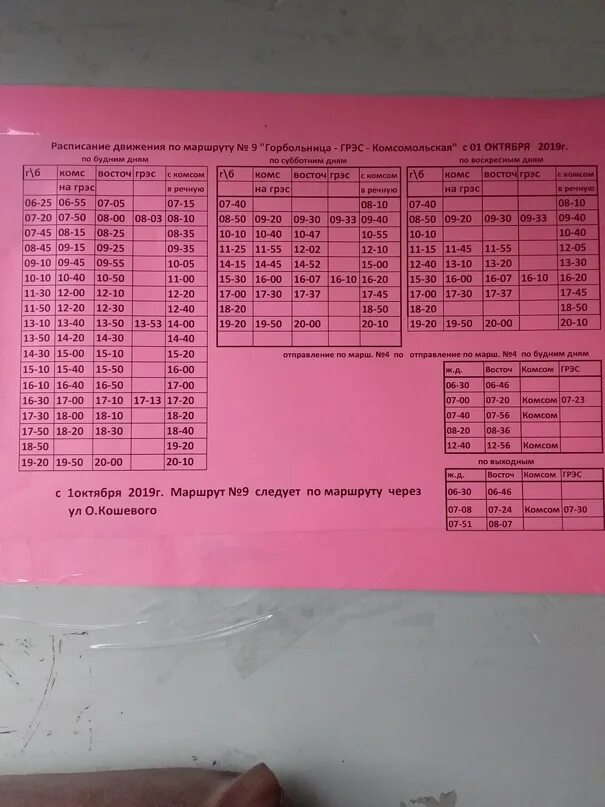 Расписание движения по маршруту № 9 "Горбольница - ГРЭС - Комсомольская" с 01 ОКТЯБРЯ 2019г.
по будним дням
г\б комс восточ грэс с комсом
на грэс в речную
06-25 06-55 07-05 07-15
07-20 07-50 08-00 08-03 08-10
07-45 08-15 08-25 08-35
08-45 09-15 09-25 09-35
09-10 09-45 09-55 10-05
10-10 10-40 10-50 11-00
11-30 12-00 12-10 12-20
11-50 12-20 12-30 12-40
13-10 13-40 13-50 13-53 14-00
13-50 14-20 14-30 14-40
14-30 15-00 15-10 15-20
15-10 15-40 15-50 16-00
16-10 16-40 16-50 17-00
16-30 17-00 17-10 17-13 17-20
17-30 18-00 18-10 18-20
17-50 18-20 18-30 18-40
18-50 19-20
19-20 19-50 20-00 20-10
по субботним дням
г\б комс восточ грэс с комсом
на грэс в речную
07-40 08-10
08-50 09-20 09-30 09-33 09-40
10-10 10-40 10-47 10-55
11-25 11-55 12-02 12-10
14-15 14-45 14-52 15-00
15-30 16-00 16-07 16-10 16-20
17-00 17-30 17-37 17-45
18-20 18-50
19-20 19-50 20-00 20-10
по воскресным дням
г\б комс восточ грэс с комсом
на грэс в речную
07-40 08-10
08-50 09-20 09-30 09-33 09-40
10-10 10-40
11-15 11-45 11-55 12-05
12-40 13-10 13-20 13-30
15-30 16-00 16-07 16-10 16-20
17-00 17-30 17-37 17-45
18-20 18-50
19-20 19-50 20-00 20-10
отправление по марш. №4 по отправление по марш. №4 по будним дням
ж.д. Восточ Комсом ГРЭС
06-30 06-46
07-00 07-20 Комсом 07-23
07-40 07-56 Комсом
08-20 08-36
12-40 12-56 Комсом
по выходным
ж.д. Восточ Комсом ГРЭС
06-30 06-46
07-08 07-24 Комсом 07-30
07-51 08-07
с 1октября 2019г. Маршрут №9 следует по маршруту через
ул О.Кошевого